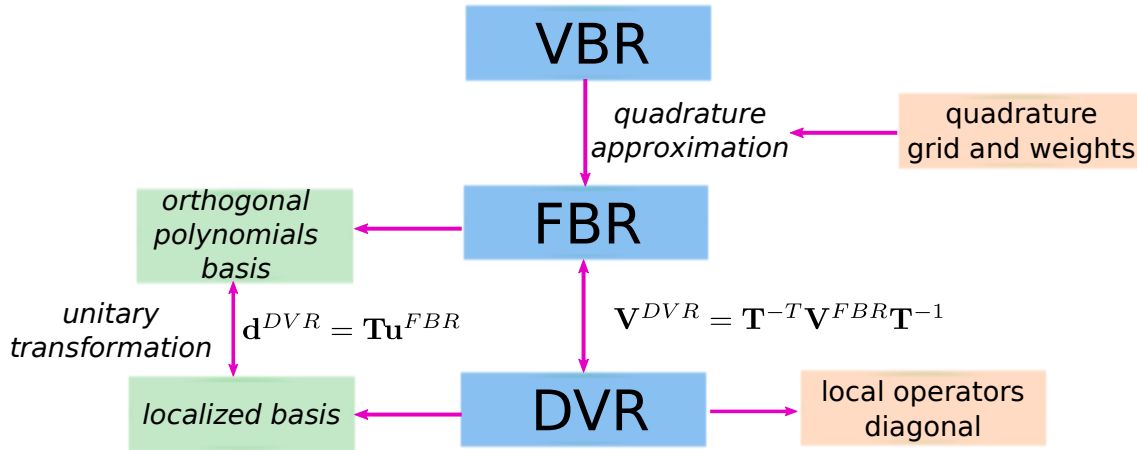 VBR
quadrature
approximation
quadrature
grid and weights
orthogonal
polynomials
basis
FBR
unitary
transformation
𝐝^{DVR} = 𝐓𝐮^{FBR}
𝐕^{DVR} = 𝐓^{-T}𝐕^{FBR}𝐓^{-1}
localized basis
DVR
local operators
diagonal